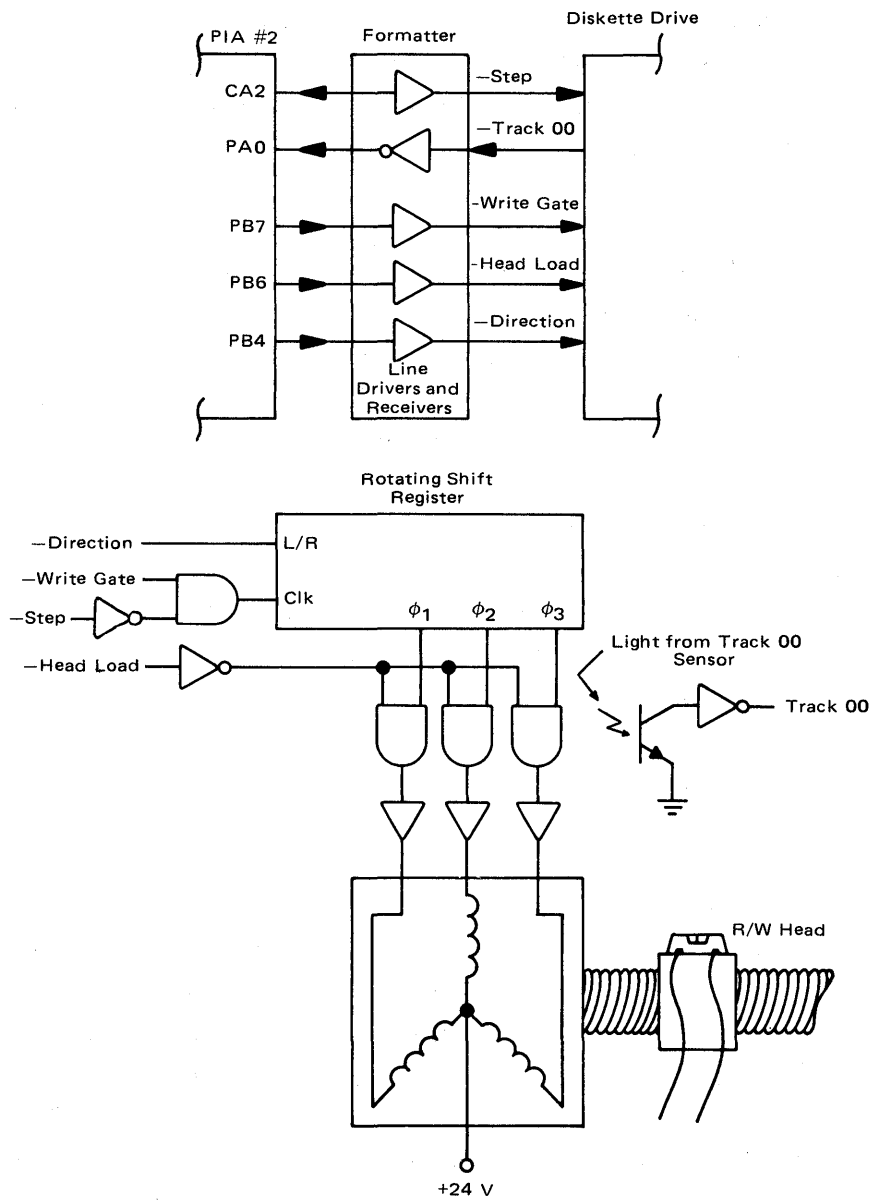 Diskette Drive
PIA #2
Formatter
CA2
—Step
PA0
—Track 00
PB7
-Write Gate
PB6
-Head Load
PB4
—Direction
Line
Drivers and
Receivers
Rotating Shift
Register
—Direction
L/R
—Write Gate
Clk
—Step
ϕ1
ϕ2
ϕ3
—Head Load
Light from Track 00
Sensor
Track 00
R/W Head
+24 V